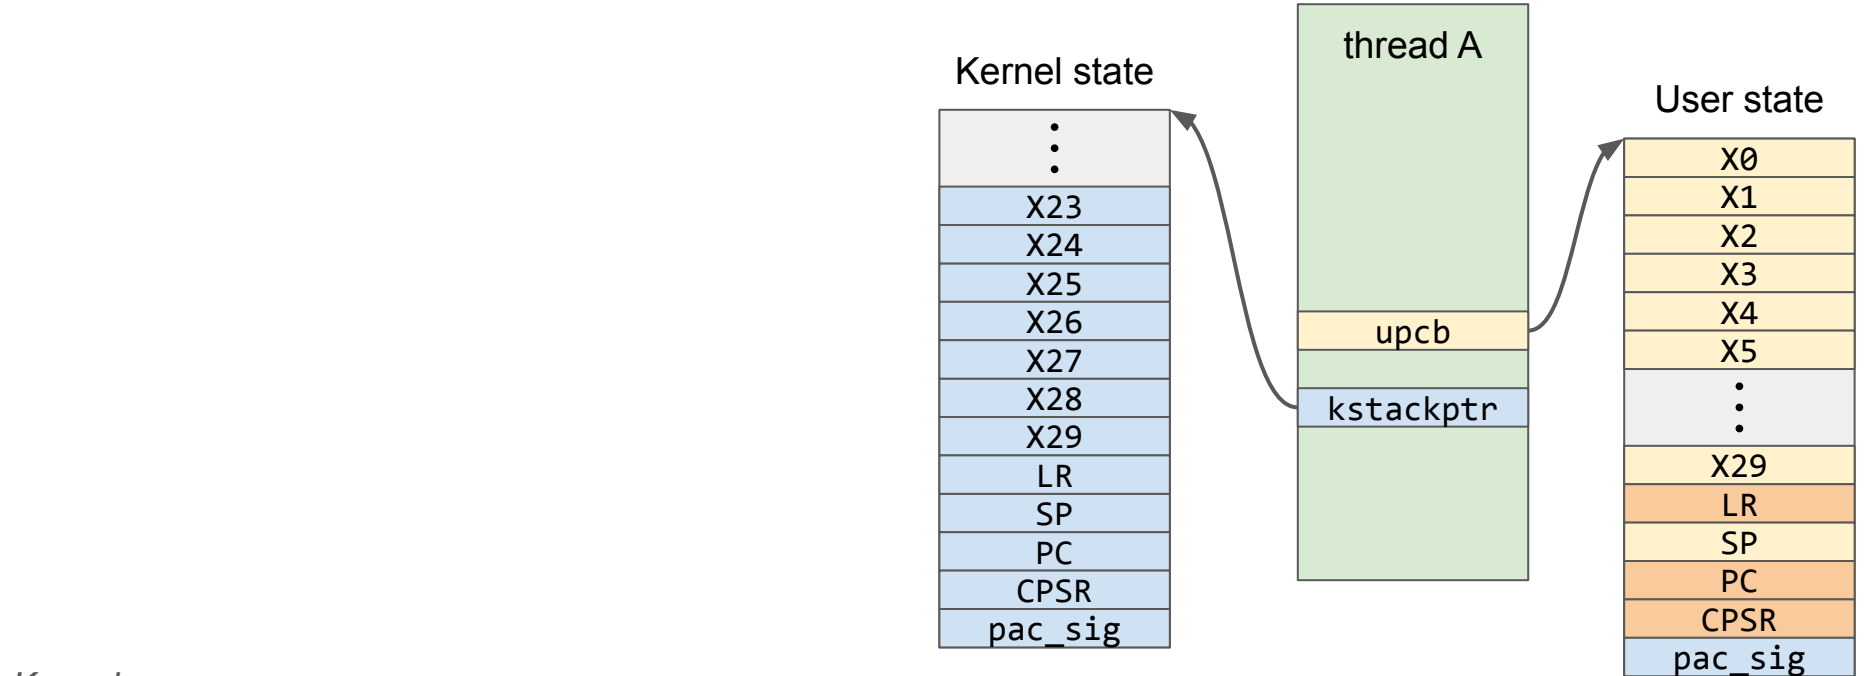 Kernel state
X23
X24
X25
X26
X27
X28
X29
LR
SP
PC
CPSR
pac_sig
thread A
upcb
kstackptr
User state
X0
X1
X2
X3
X4
X5
X29
LR
SP
PC
CPSR
pac_sig